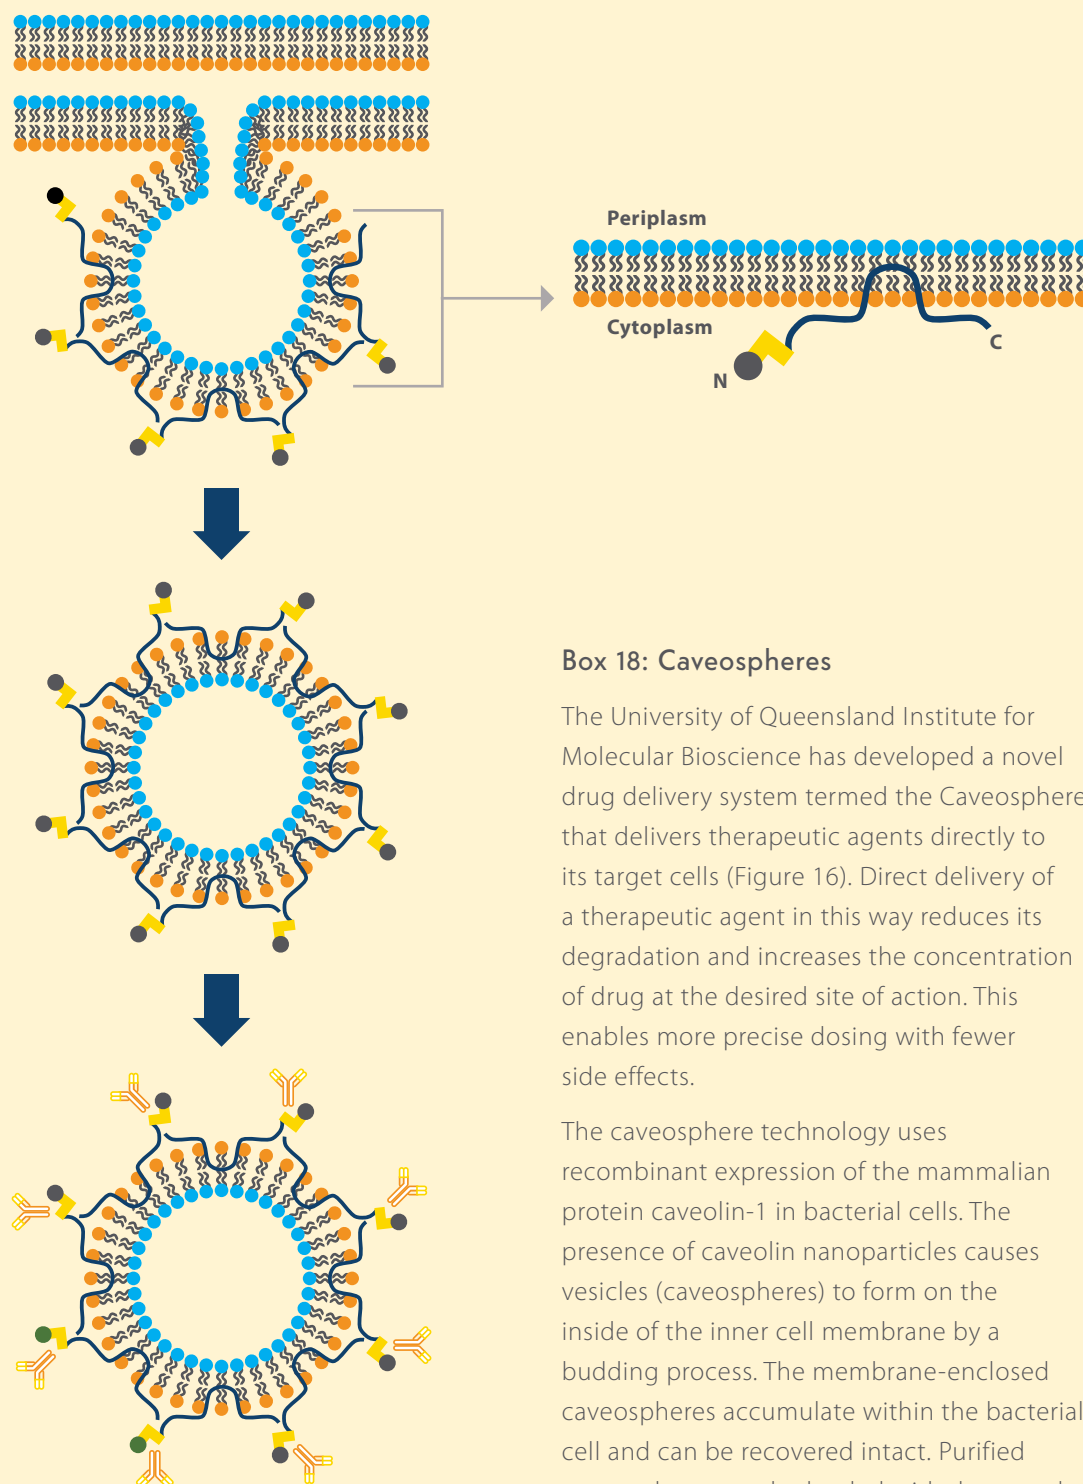 Periplasm
Cytoplasm
C
N
Box 18: Caveospheres
The University of Queensland Institute for
Molecular Bioscience has developed a novel
drug delivery system termed the Caveosphere
that delivers therapeutic agents directly to
its target cells (Figure 16). Direct delivery of
a therapeutic agent in this way reduces its
degradation and increases the concentration
of drug at the desired site of action. This
enables more precise dosing with fewer
side effects.
The caveosphere technology uses
recombinant expression of the mammalian
protein caveolin-1 in bacterial cells. The
presence of caveolin nanoparticles causes
vesicles (caveospheres) to form on the
inside of the inner cell membrane by a
budding process. The membrane-enclosed
caveospheres accumulate within the bacterial
cell and can be recovered intact. Purified